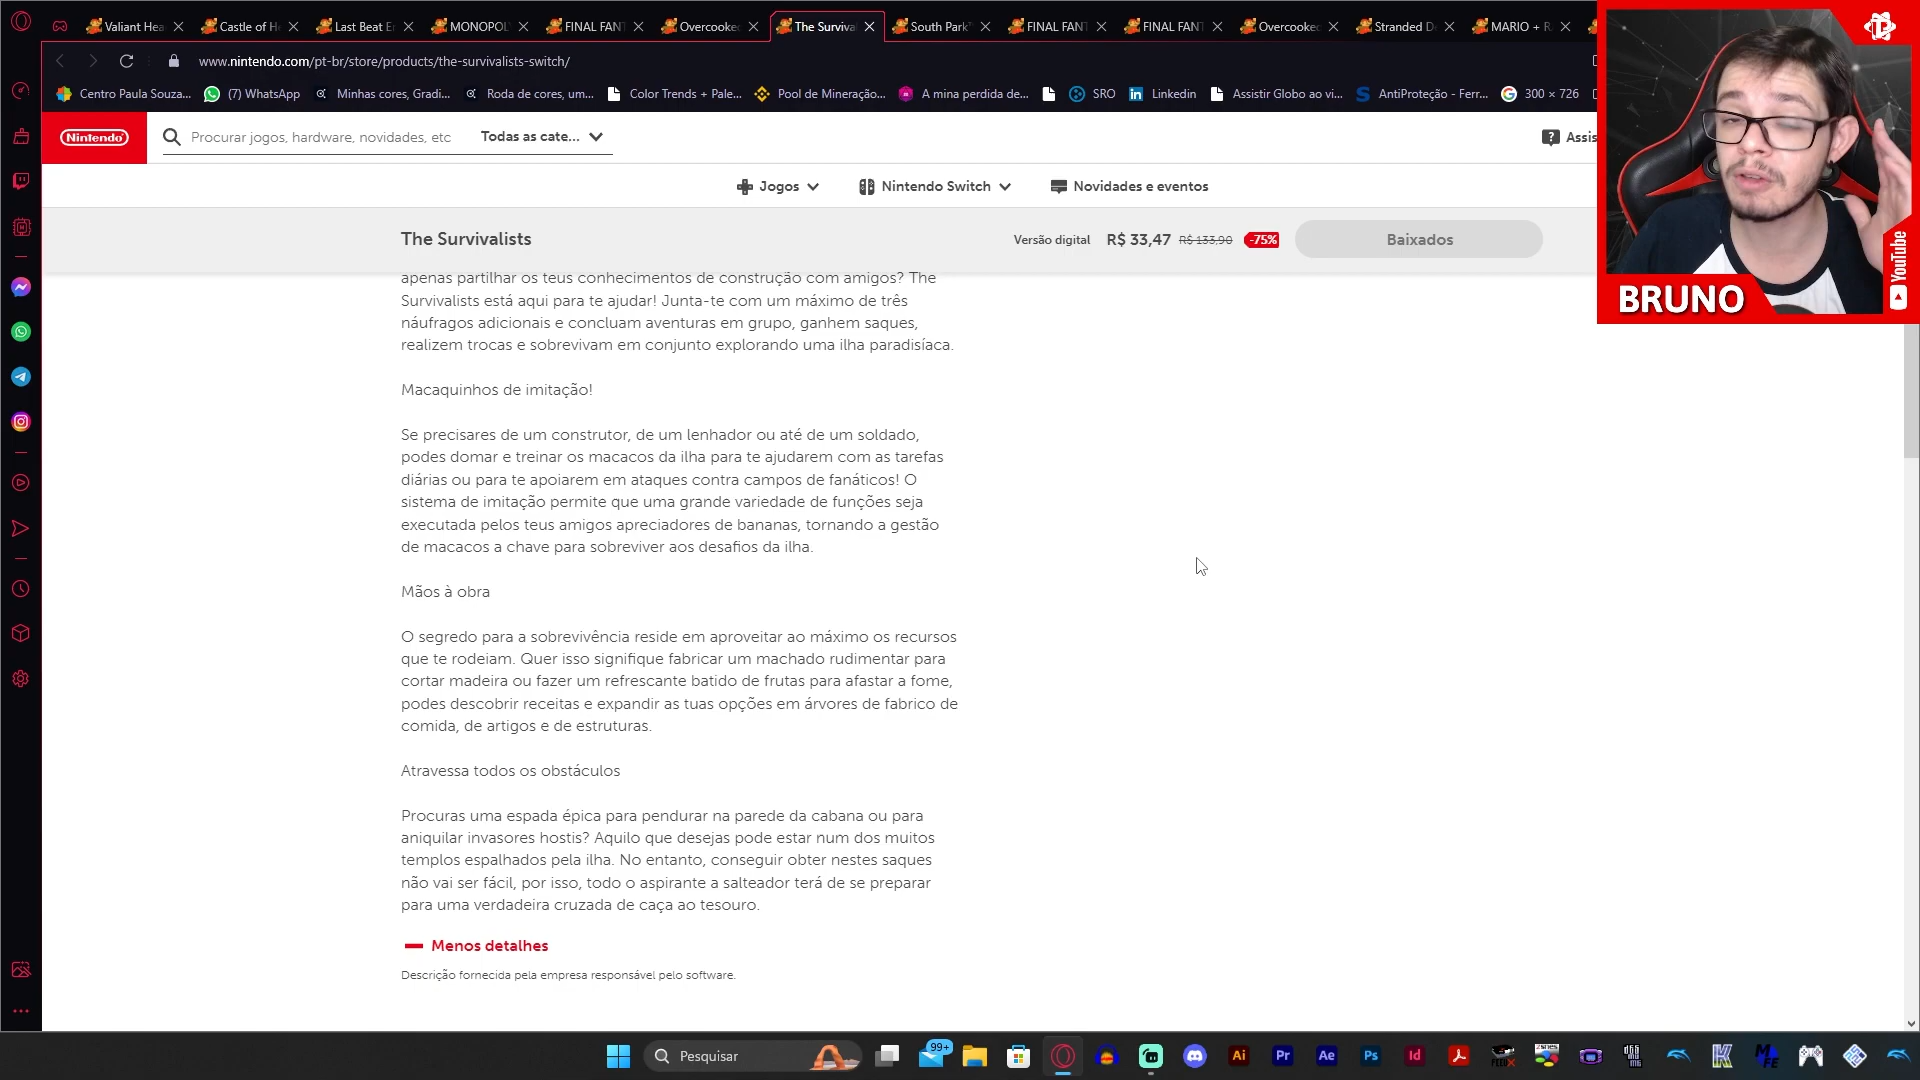 Valiant Hea
Castle of H
Last Beat E
MONOPOL
FINAL FANT
Overcooked
The Survival
South Park™
FINAL FANT
FINAL FANT
Overcooked
Stranded D
MARIO + R
www.nintendo.com/pt-br/store/products/the-survivalists-switch/
Centro Paula Souza...
(7) WhatsApp
Minhas cores, Gradi...
Roda de cores, um...
Color Trends + Pale...
Pool de Mineração...
A mina perdida de...
SRO
Linkedin
Assistir Globo ao vi...
AntiProteção - Ferr...
300 × 726
Nintendo
Procurar jogos, hardware, novidades, etc
Todas as cate...
Assis
Jogos
Nintendo Switch
Novidades e eventos
The Survivalists
Versão digital
R$ 33,47
R$ 133,90
-75%
Baixados
YouTube
BRUNO
apenas partilhar os teus conhecimentos de construção com amigos? The
Survivalists está aqui para te ajudar! Junta-te com um máximo de três
náufragos adicionais e concluam aventuras em grupo, ganhem saques,
realizem trocas e sobrevivam em conjunto explorando uma ilha paradisíaca.
Macaquinhos de imitação!
Se precisares de um construtor, de um lenhador ou até de um soldado,
podes domar e treinar os macacos da ilha para te ajudarem com as tarefas
diárias ou para te apoiarem em ataques contra campos de fanáticos! O
sistema de imitação permite que uma grande variedade de funções seja
executada pelos teus amigos apreciadores de bananas, tornando a gestão
de macacos a chave para sobreviver aos desafios da ilha.
Mãos à obra
O segredo para a sobrevivência reside em aproveitar ao máximo os recursos
que te rodeiam. Quer isso signifique fabricar um machado rudimentar para
cortar madeira ou fazer um refrescante batido de frutas para afastar a fome,
podes descobrir receitas e expandir as tuas opções em árvores de fabrico de
comida, de artigos e de estruturas.
Atravessa todos os obstáculos
Procuras uma espada épica para pendurar na parede da cabana ou para
aniquilar invasores hostis? Aquilo que desejas pode estar num dos muitos
templos espalhados pela ilha. No entanto, conseguir obter nestes saques
não vai ser fácil, por isso, todo o aspirante a salteador terá de se preparar
para uma verdadeira cruzada de caça ao tesouro.
Menos detalhes
Descrição fornecida pela empresa responsável pelo software.
Pesquisar
99+
Ai
Pr
Ae
Ps
Id